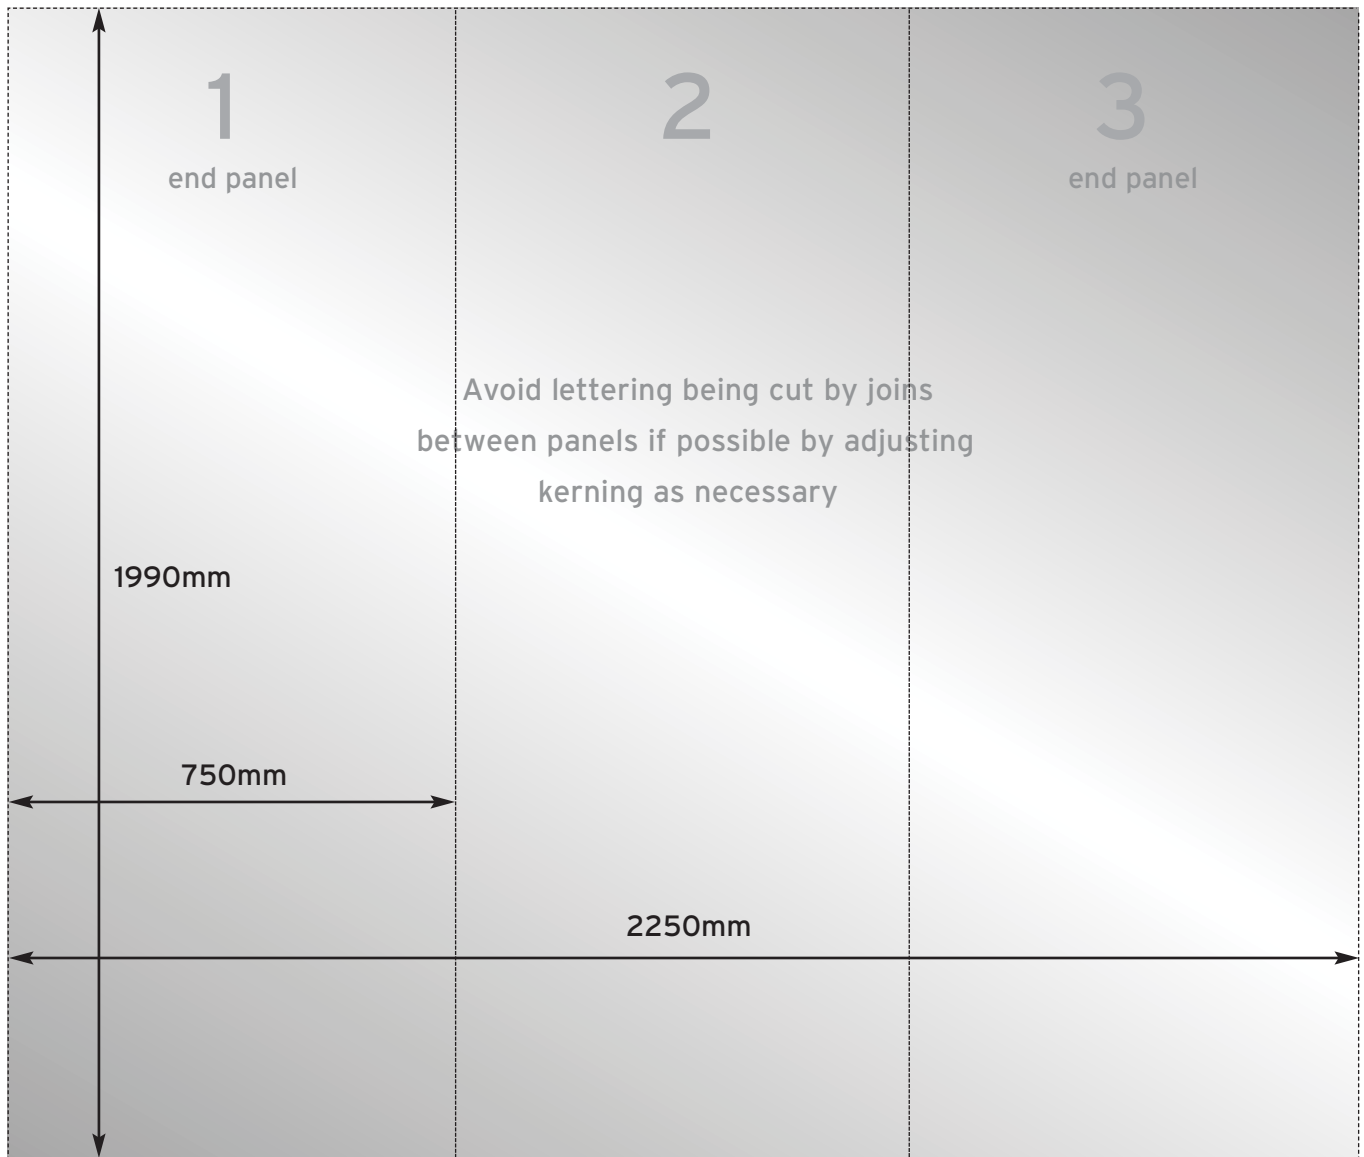 1
2
3
end panel
end panel
Avoid lettering being cut by joins
between panels if possible by adjusting
kerning as necessary
1990mm
750mm
2250mm